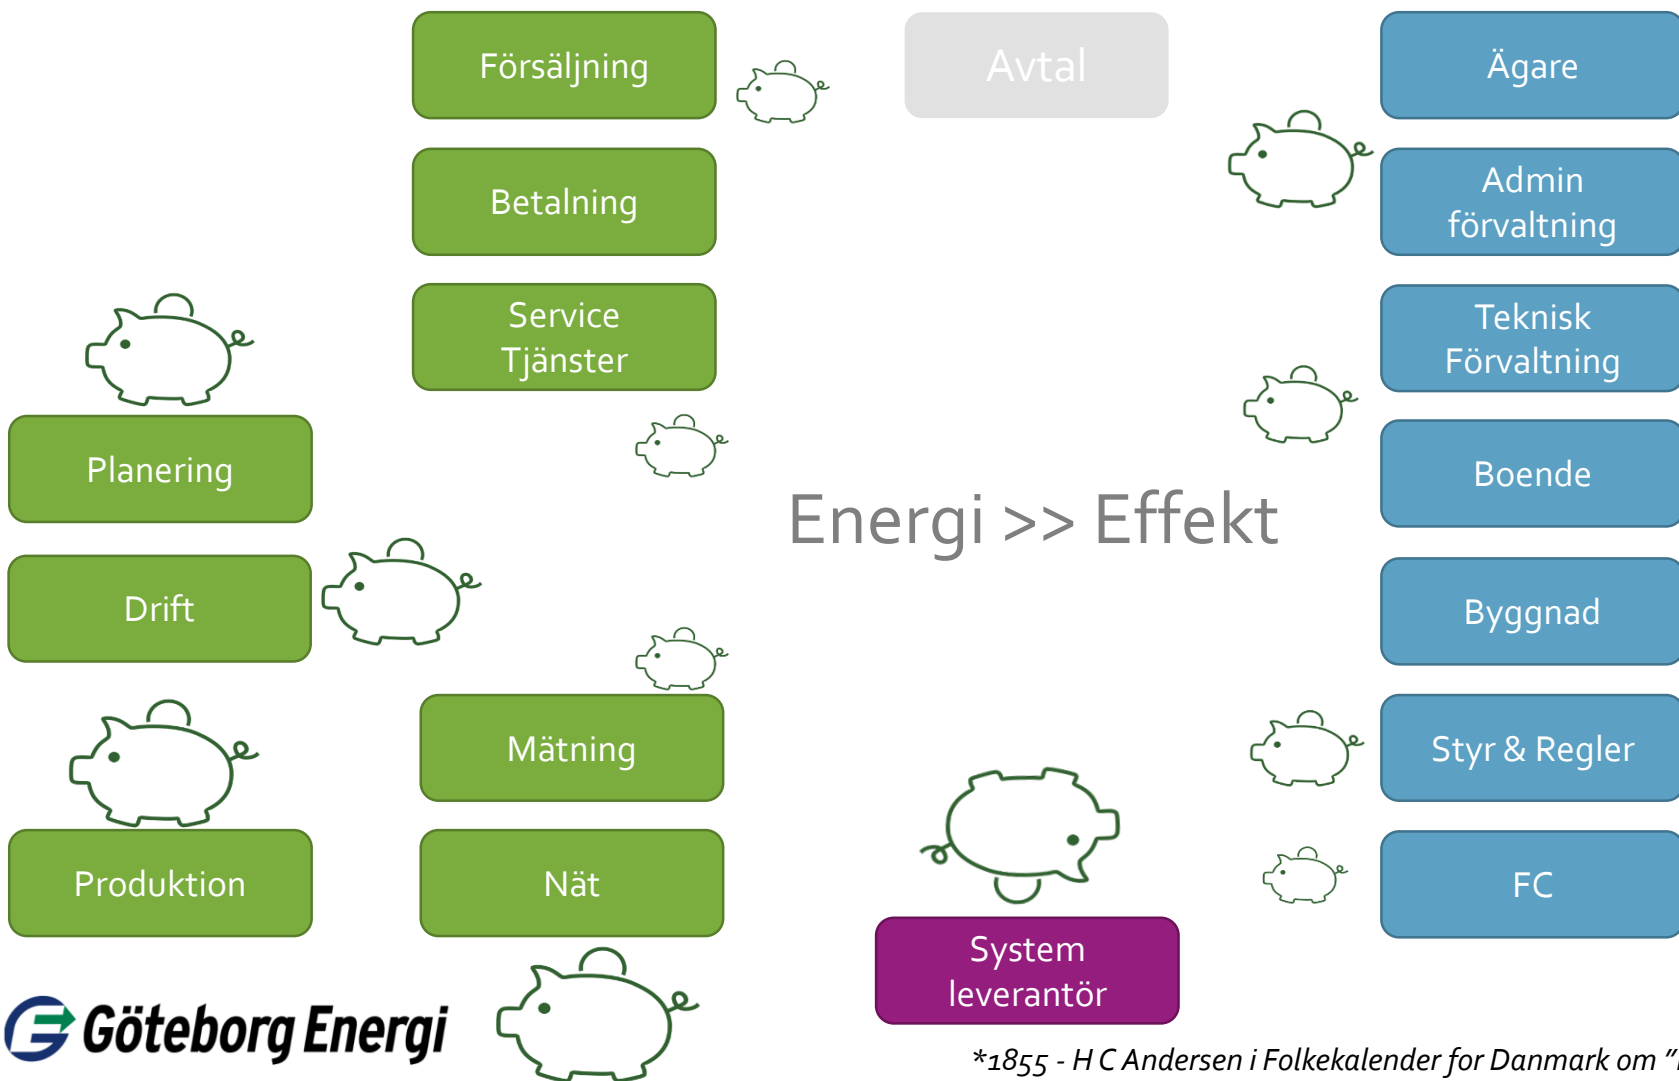 Försäljning
Avtal
Ägare
Betalning
Admin
förvaltning
Service
Tjänster
Teknisk
Förvaltning
Planering
Boende
Energi >> Effekt
Drift
Byggnad
Mätning
Styr & Regler
Produktion
Nät
FC
System
leverantör
Göteborg Energi
*1855 - H C Andersen i Folkekalender for Danmark om "